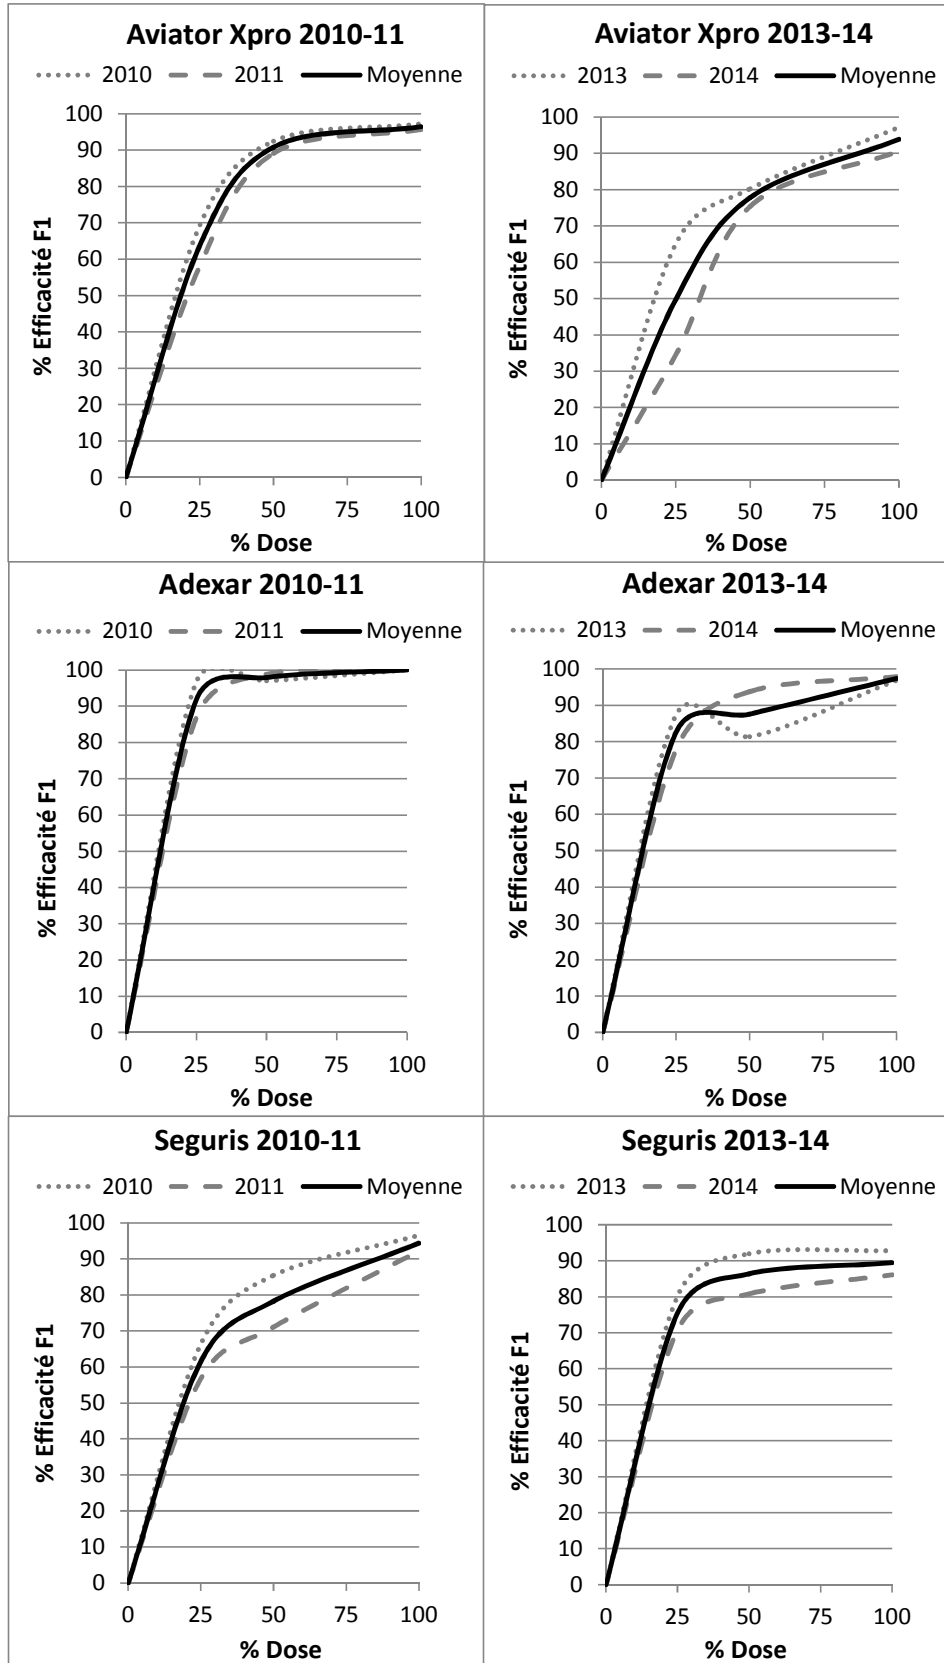 Aviator Xpro 2010-11
2010 2011 Moyenne
% Efficacité F1
100
90
80
70
60
50
40
30
20
10
0
0 25 50 75 100
% Dose
Aviator Xpro 2013-14
2013 2014 Moyenne
% Efficacité F1
100
90
80
70
60
50
40
30
20
10
0
0 25 50 75 100
% Dose
Adexar 2010-11
2010 2011 Moyenne
% Efficacité F1
100
90
80
70
60
50
40
30
20
10
0
0 25 50 75 100
% Dose
Adexar 2013-14
2013 2014 Moyenne
% Efficacité F1
100
90
80
70
60
50
40
30
20
10
0
0 25 50 75 100
% Dose
Seguris 2010-11
2010 2011 Moyenne
% Efficacité F1
100
90
80
70
60
50
40
30
20
10
0
0 25 50 75 100
% Dose
Seguris 2013-14
2013 2014 Moyenne
% Efficacité F1
100
90
80
70
60
50
40
30
20
10
0
0 25 50 75 100
% Dose